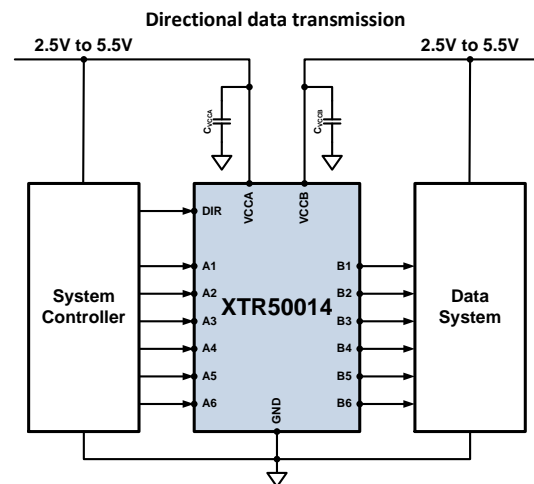 Directional data transmission
2.5V to 5.5V
2.5V to 5.5V
CVCCA
CVCCB
VCCA
VCCB
DIR
A1
A2
A3
A4
A5
A6
System
Controller
XTR50014
B1
B2
B3
B4
B5
B6
Data
System
GND